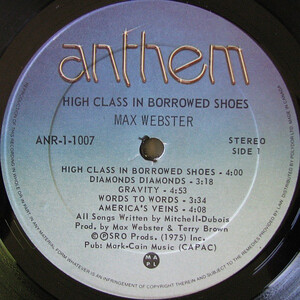 anthem
HIGH CLASS IN BORROWED SHOES
MAX WEBSTER
ANR-1-1007
STEREO
SIDE 1
HIGH CLASS IN BORROWED SHOES - 4:00
DIAMONDS DIAMONDS - 3:18
GRAVITY - 4:53
WORDS TO WORDS - 3:34
AMERICA'S VEINS - 4:08
All Songs Written by Mitchell-Dubois
Prod. by Max Webster & Terry Brown
©℗SRO Prods. (1975) Inc.
Pub: Mark-Cain Music (CAPAC)
M A P L